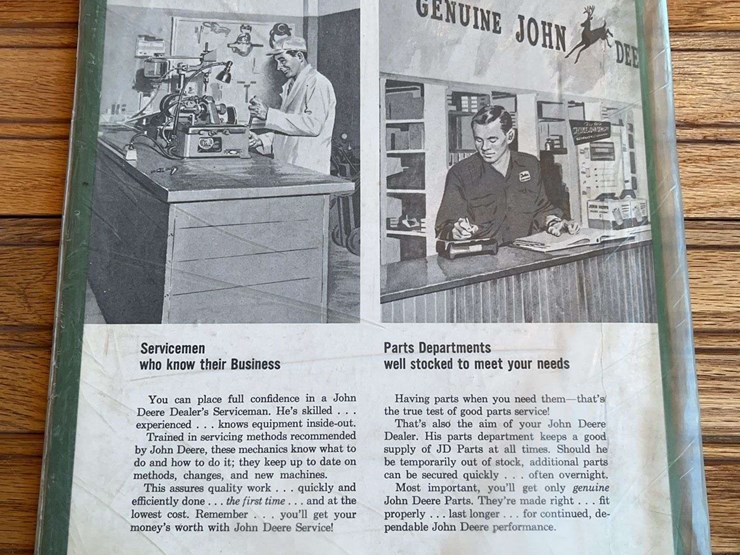 GENUINE JOHN DEE
Servicemen
who know their Business
You can place full confidence in a John
Deere Dealer's Serviceman. He's skilled . . .
experienced . . . knows equipment inside-out.
Trained in servicing methods recommended
by John Deere, these mechanics know what to
do and how to do it; they keep up to date on
methods, changes, and new machines.
This assures quality work . . . quickly and
efficiently done . . . the first time . . . and at the
lowest cost. Remember . . . you'll get your
money's worth with John Deere Service!
Parts Departments
well stocked to meet your needs
Having parts when you need them—that's
the true test of good parts service!
That's also the aim of your John Deere
Dealer. His parts department keeps a good
supply of JD Parts at all times. Should he
be temporarily out of stock, additional parts
can be secured quickly . . . often overnight.
Most important, you'll get only genuine
John Deere Parts. They're made right . . . fit
properly . . . last longer . . . for continued, de-
pendable John Deere performance.